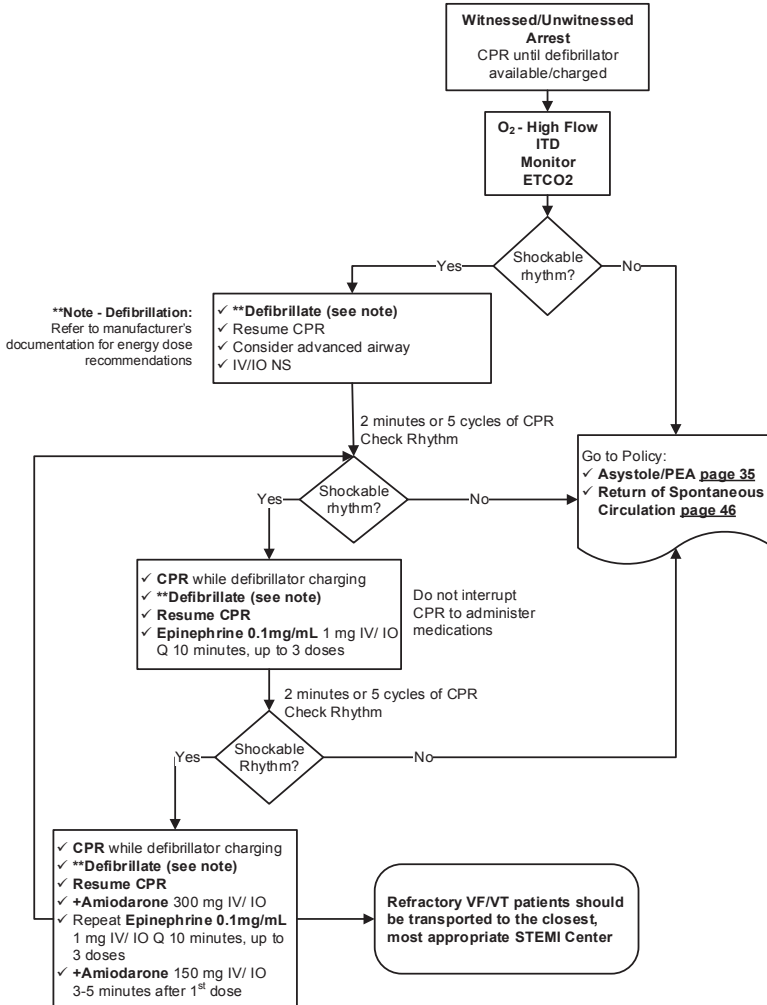 Witnessed/Unwitnessed
Arrest
CPR until defibrillator
available/charged
O₂ - High Flow
ITD
Monitor
ETCO2
Shockable
rhythm?
Yes
No
**Note - Defibrillation:
Refer to manufacturer's
documentation for energy dose
recommendations
✓ **Defibrillate (see note)
✓ Resume CPR
✓ Consider advanced airway
✓ IV/IO NS
2 minutes or 5 cycles of CPR
Check Rhythm
Shockable
rhythm?
Yes
No
Go to Policy:
✓ Asystole/PEA page 35
✓ Return of Spontaneous
Circulation page 46
✓ CPR while defibrillator charging
✓ **Defibrillate (see note)
✓ Resume CPR
✓ Epinephrine 0.1mg/mL 1 mg IV/ IO
Q 10 minutes, up to 3 doses
Do not interrupt
CPR to administer
medications
2 minutes or 5 cycles of CPR
Check Rhythm
Shockable
Rhythm?
Yes
No
✓ CPR while defibrillator charging
✓ **Defibrillate (see note)
✓ Resume CPR
✓ +Amiodarone 300 mg IV/ IO
✓ Repeat Epinephrine 0.1mg/mL
1 mg IV/ IO Q 10 minutes, up to
3 doses
✓ +Amiodarone 150 mg IV/ IO
3-5 minutes after 1st dose
Refractory VF/VT patients should
be transported to the closest,
most appropriate STEMI Center